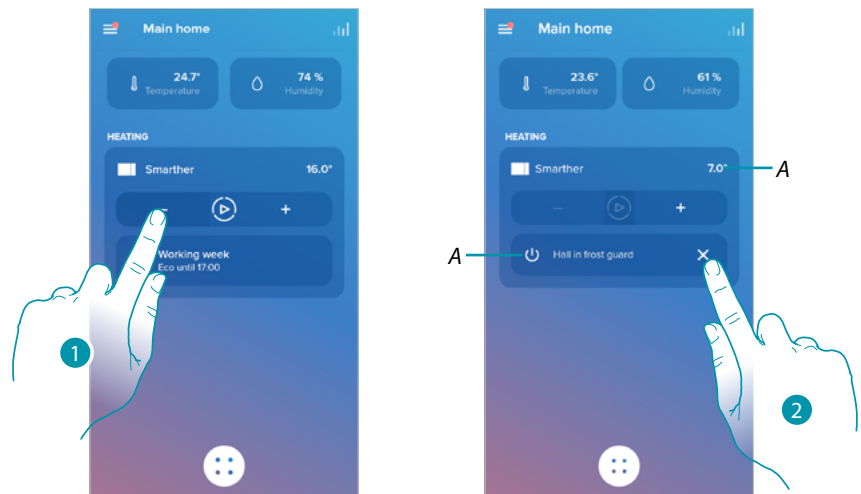 Main home
24.7°
Temperature
74 %
Humidity
HEATING
Smarther
16.0°
– +
Working week
Eco until 17:00
1
Main home
23.6°
Temperature
61 %
Humidity
HEATING
Smarther
7.0°
A
– +
A
Hall in frost guard
2